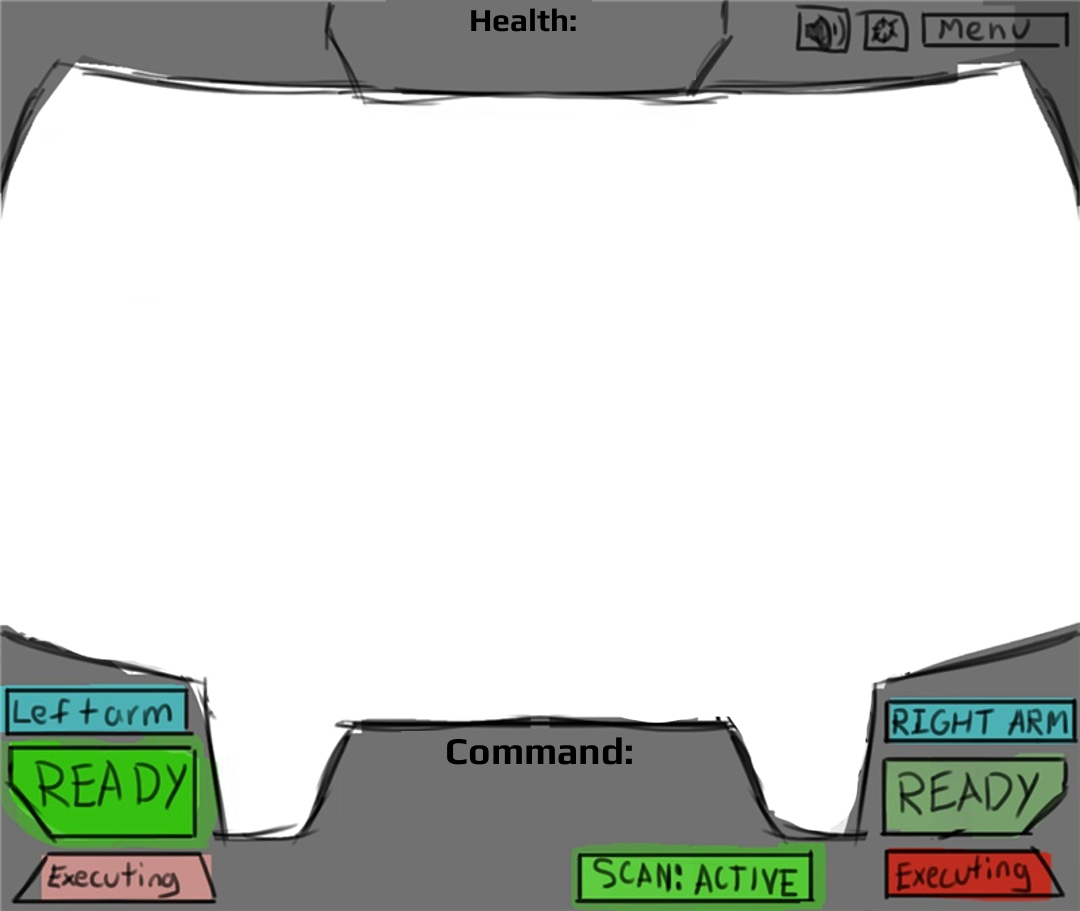 Health:
Menu
Left arm
RIGHT ARM
Command:
READY
READY
Executing
SCAN: ACTIVE
Executing